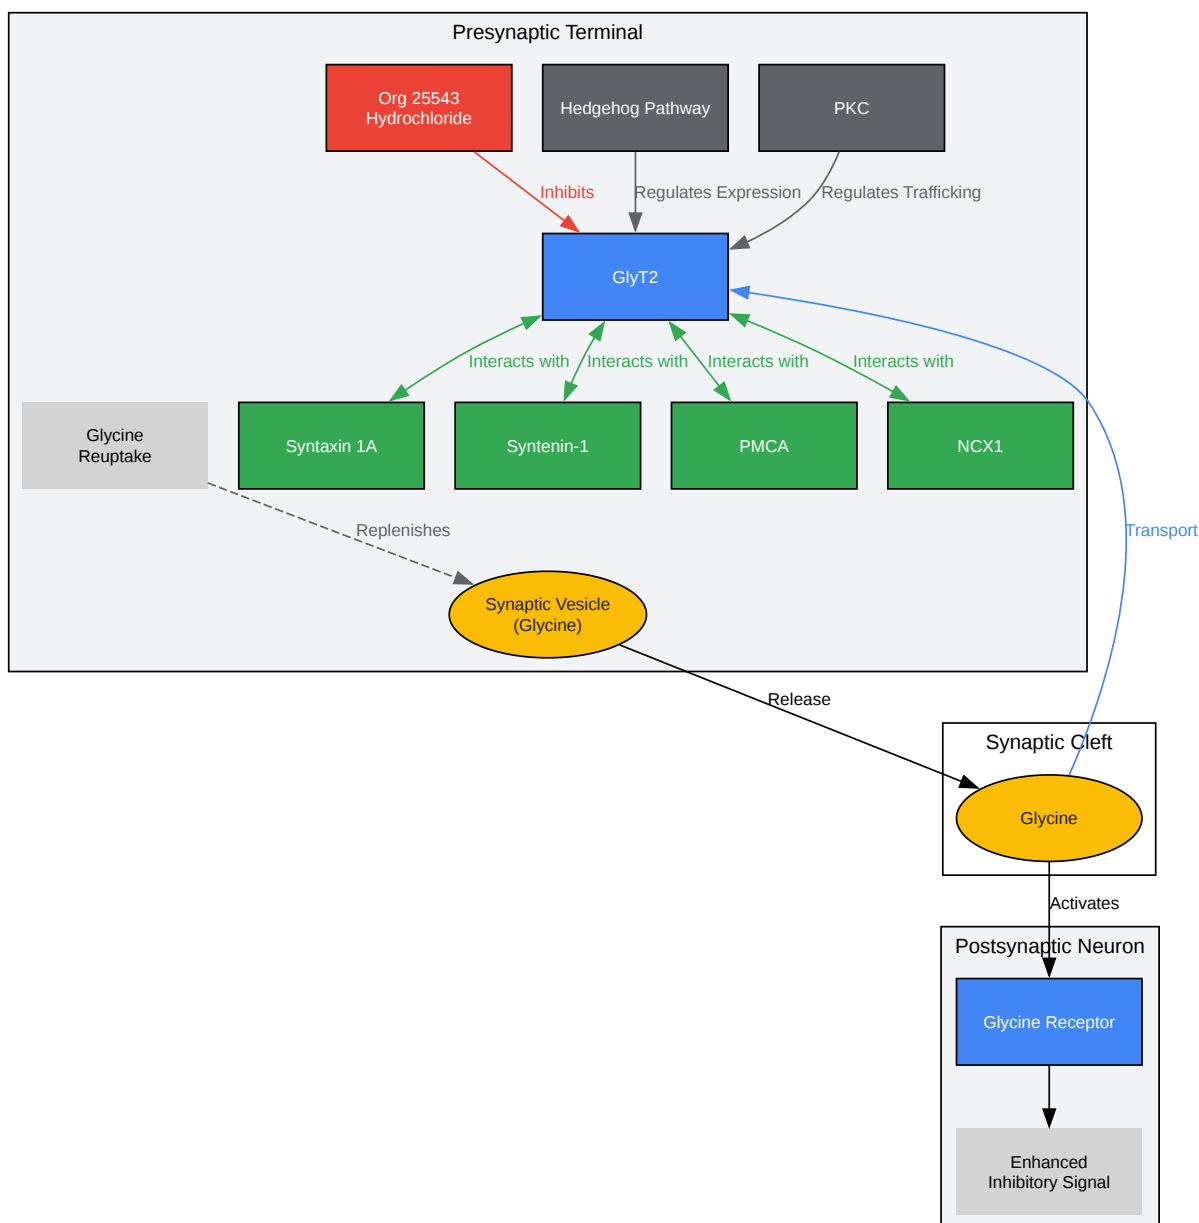 Presynaptic Terminal
Org 25543
Hydrochloride
Hedgehog Pathway
PKC
Inhibits
Regulates Expression
Regulates Trafficking
GlyT2
Interacts with
Interacts with
Interacts with
Interacts with
Glycine
Reuptake
Syntaxin 1A
Syntenin-1
PMCA
NCX1
Replenishes
Transport
Synaptic Vesicle
(Glycine)
Release
Synaptic Cleft
Glycine
Activates
Postsynaptic Neuron
Glycine Receptor
Enhanced
Inhibitory Signal